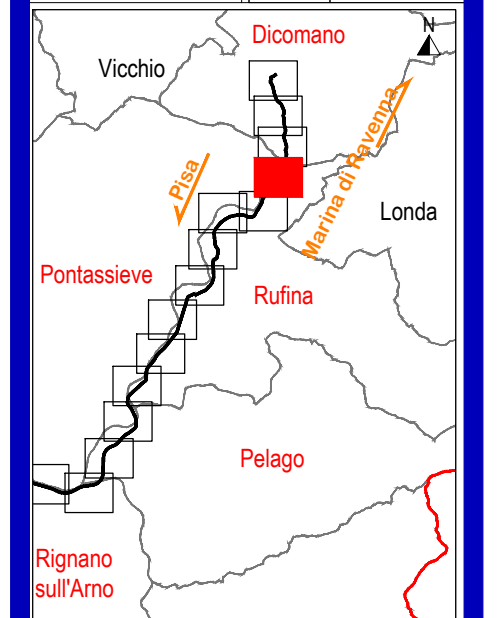 Dicomano
N
Vicchio
Marina di Ravenna
Pisa
Londa
Pontassieve
Rufina
Pelago
Rignano
sull'Arno